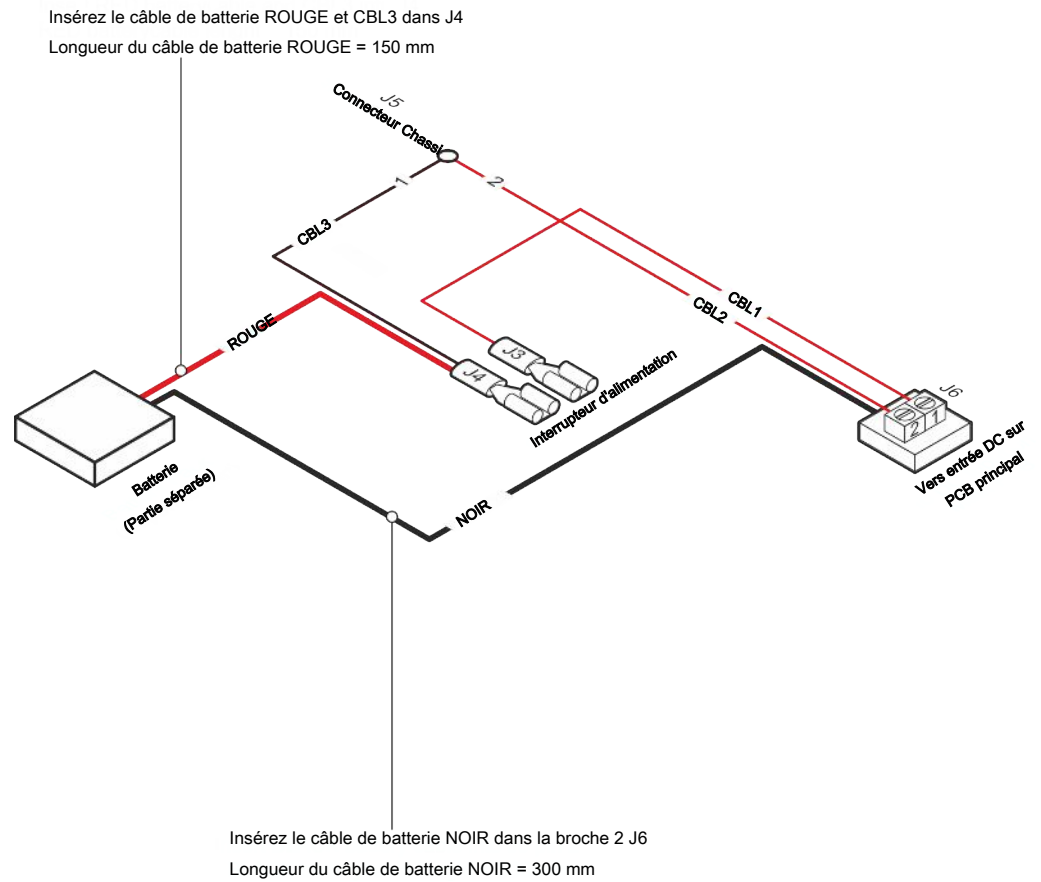 Insérez le câble de batterie ROUGE et CBL3 dans J4
Longueur du câble de batterie ROUGE = 150 mm
J5
Connecteur Chassi
1
2
CBL3
CBL1
CBL2
ROUGE
J3
J4
Interrupteur d'alimentation
J6
1
2
Vers entrée DC sur
PCB principal
Batterie
(Partie séparée)
NOIR
Insérez le câble de batterie NOIR dans la broche 2 J6
Longueur du câble de batterie NOIR = 300 mm